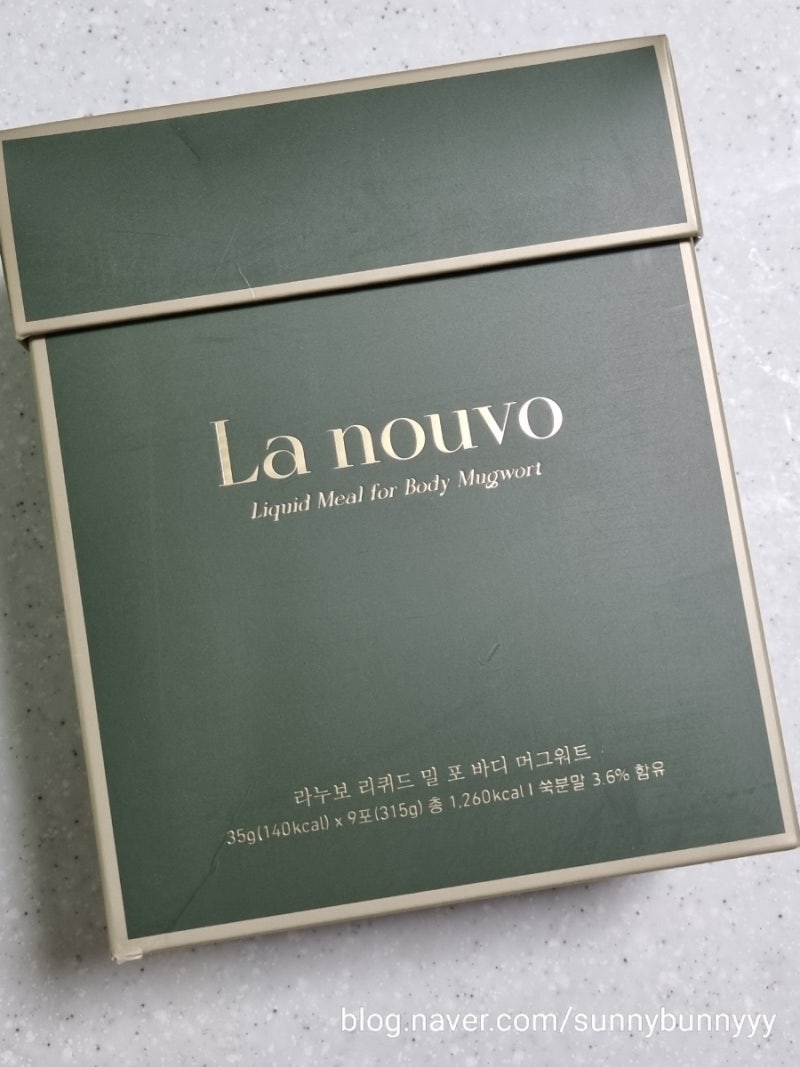 La nouvo
Liquid Meal for Body Mugwort
라누보 리퀴드 밀 포 바디 머그워트
35g(140kcal) x 9포(315g) 총 1,260kcal I 쑥분말 3.6% 함유
blog.naver.com/sunnybunnyyy